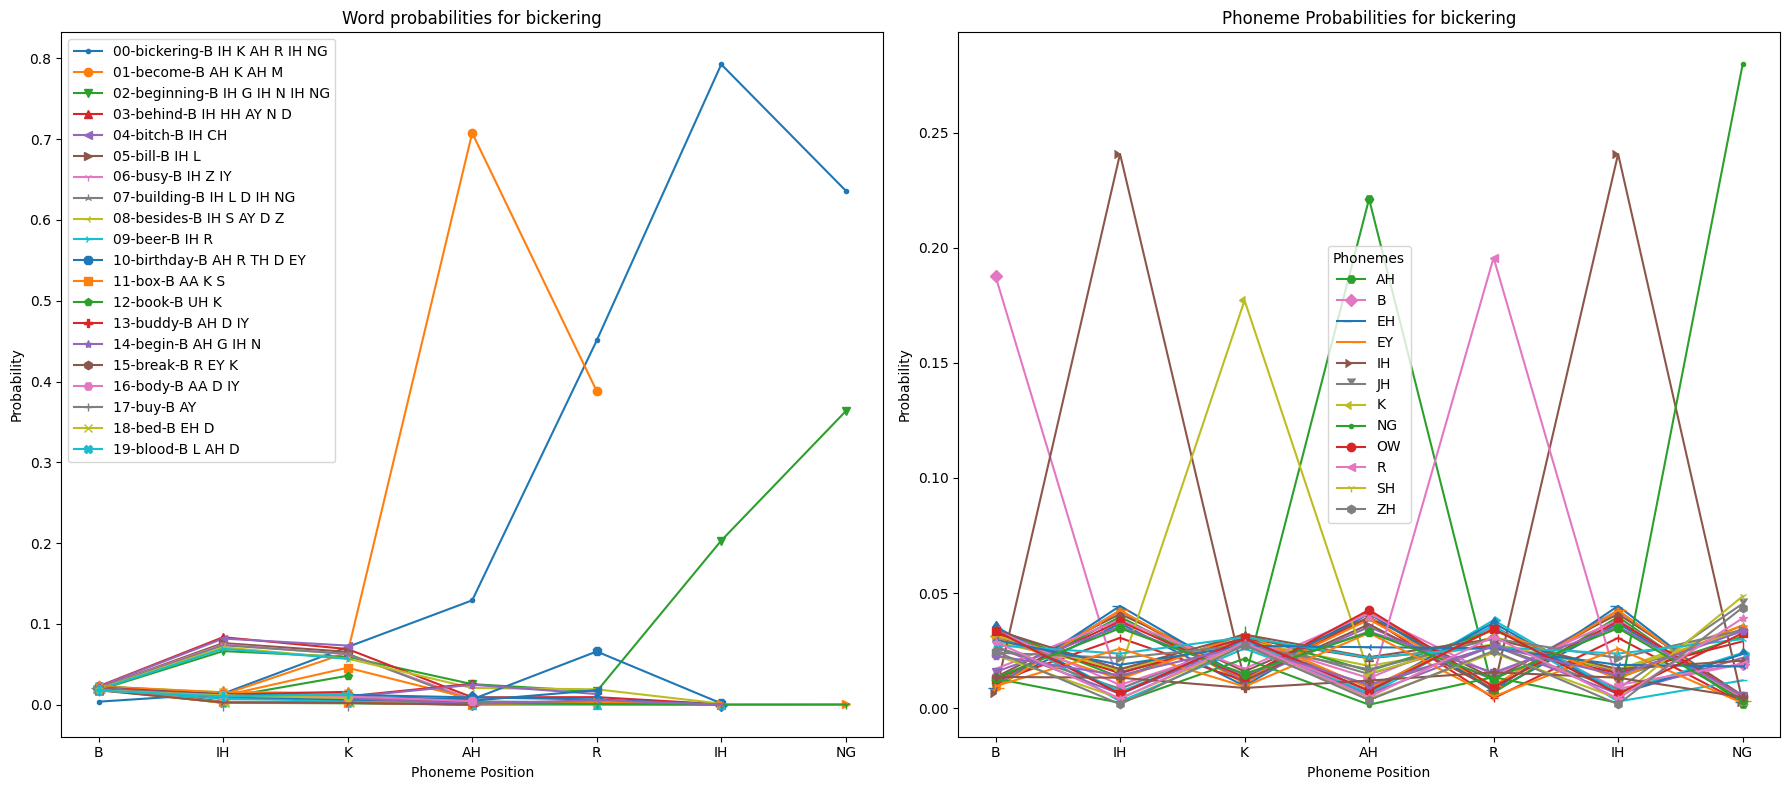 Word probabilities for bickering
0.8
0.7
0.6
0.5
0.4
0.3
0.2
0.1
0.0
Probability
00-bickering-B IH K AH R IH NG
01-become-B AH K AH M
02-beginning-B IH G IH N IH NG
03-behind-B IH HH AY N D
04-bitch-B IH CH
05-bill-B IH L
06-busy-B IH Z IY
07-building-B IH L D IH NG
08-besides-B IH S AY D Z
09-beer-B IH R
10-birthday-B AH R TH D EY
11-box-B AA K S
12-book-B UH K
13-buddy-B AH D IY
14-begin-B AH G IH N
15-break-B R EY K
16-body-B AA D IY
17-buy-B AY
18-bed-B EH D
19-blood-B L AH D
B IH K AH R IH NG
Phoneme Position
Phoneme Probabilities for bickering
0.25
0.20
0.15
0.10
0.05
0.00
Probability
Phonemes
AH
B
EH
EY
IH
JH
K
NG
OW
R
SH
ZH
B IH K AH R IH NG
Phoneme Position